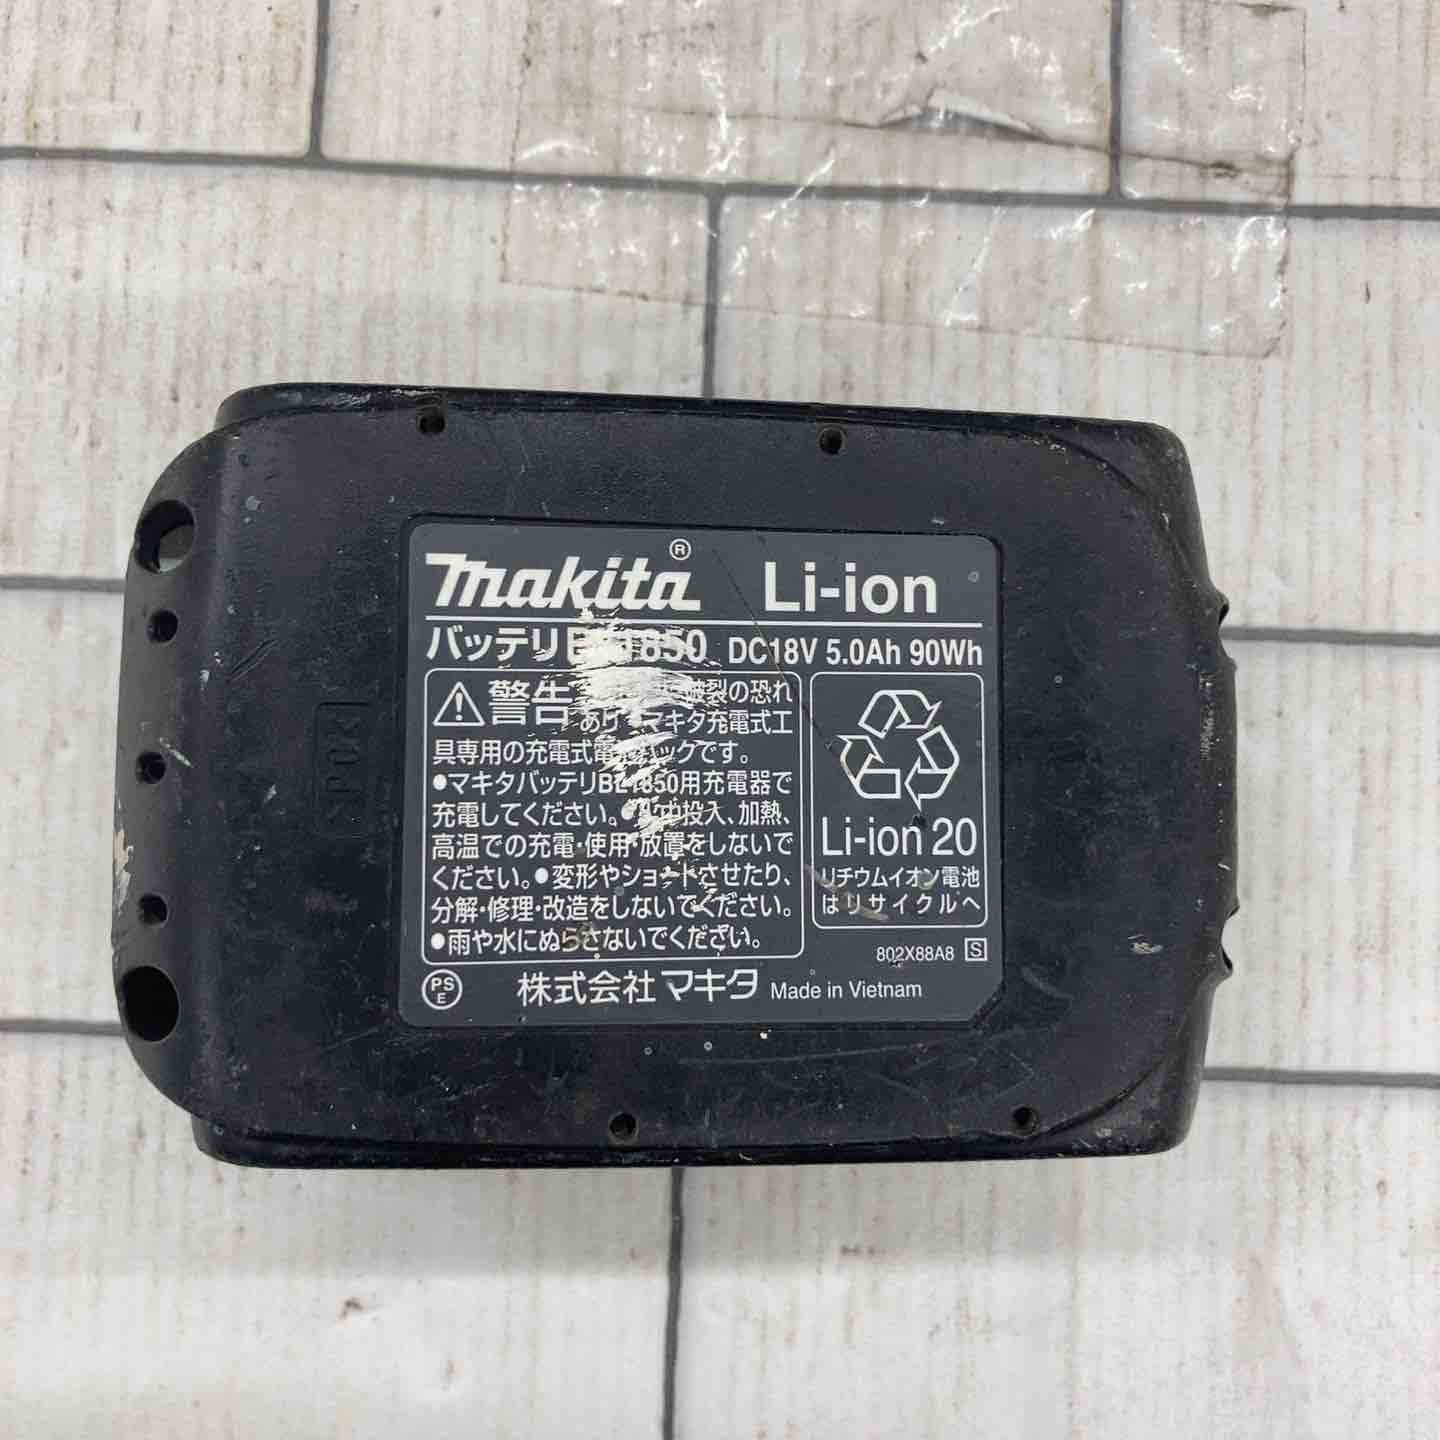 makita® Li-ion
バッテリB 1850 DC18V 5.0Ah 90Wh
警告 破裂の恐れ
あり マキタ充電式工
具専用の充電式電 パックです。
●マキタバッテリBL1850用充電器で
充電してください。● 中投入、加熱、
高温での充電・使用・放置をしないで
ください。●変形やショートさせたり、
分解・修理・改造をしないでください。
●雨や水にぬらさないでください。
Li-ion 20
リチウムイオン電池
はリサイクルへ
802X88A8 S
PS
E
株式会社マキタ Made in Vietnam